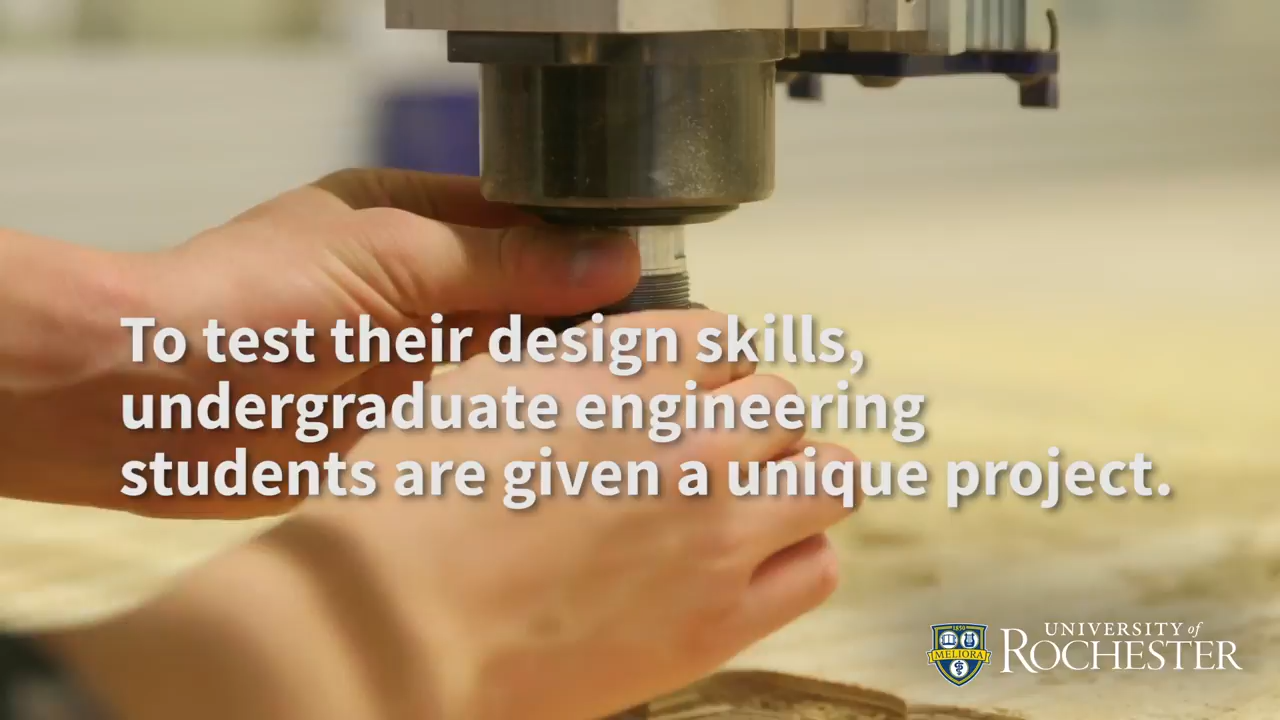 To test their design skills,
undergraduate engineering
students are given a unique project.
1850
MELIORA
UNIVERSITY of
ROCHESTER